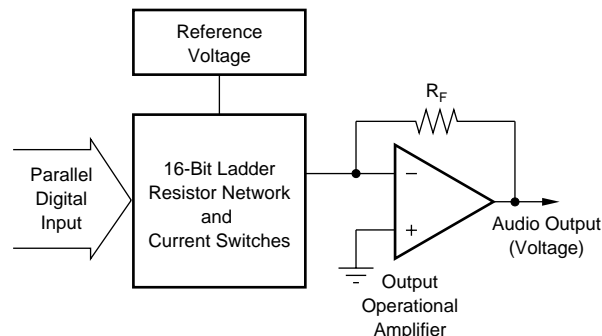 Reference
Voltage
R_F
Parallel
Digital
Input
16-Bit Ladder
Resistor Network
and
Current Switches
−
+
Audio Output
(Voltage)
Output
Operational
Amplifier